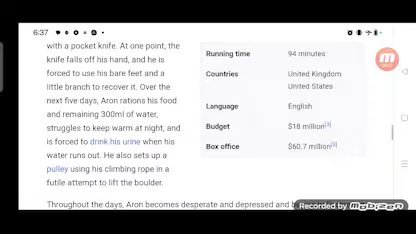 6:37
with a pocket knife. At one point, the
knife falls off his hand, and he is
forced to use his bare feet and a
little branch to recover it. Over the
next five days, Aron rations his food
and remaining 300ml of water,
struggles to keep warm at night, and
is forced to drink his urine when his
water runs out. He also sets up a
pulley using his climbing rope in a
futile attempt to lift the boulder.
Running time 94 minutes
Countries United Kingdom
United States
Language English
Budget $18 million[3]
Box office $60.7 million[3]
Throughout the days, Aron becomes desperate and depressed and
Recorded by Mobizen